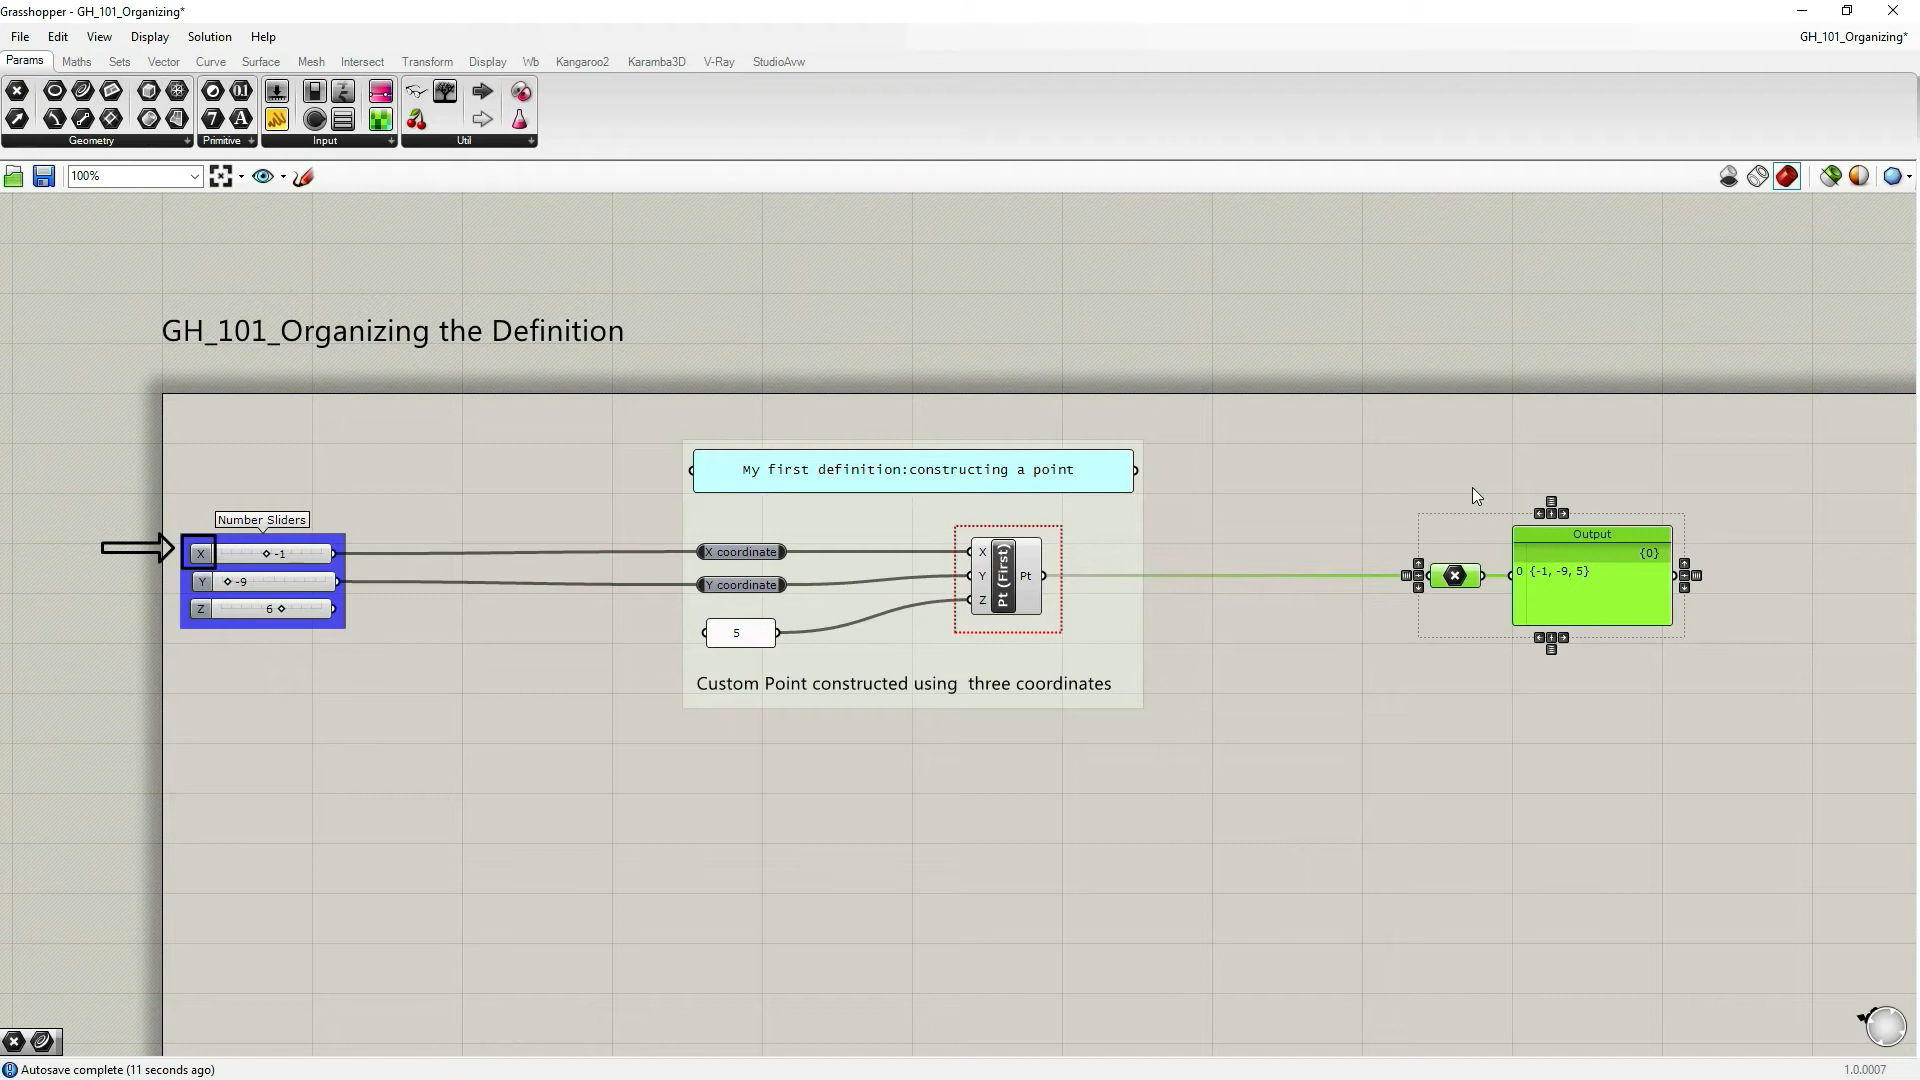 Grasshopper - GH_101_Organizing*
File Edit View Display Solution Help
GH_101_Organizing*
Params Maths Sets Vector Curve Surface Mesh Intersect Transform Display Wb Kangaroo2 Karamba3D V-Ray StudioAvw
0.1
7 A
Geometry + Primitive + Input + Util +
100%
GH_101_Organizing the Definition
My first definition:constructing a point
Number Sliders
X -1
Y -9
Z 6
X coordinate
Y coordinate
5
X
Y
Z
Pt (First)
Pt
Custom Point constructed using  three coordinates
Output
{0}
0 {-1, -9, 5}
Autosave complete (11 seconds ago)
1.0.0007